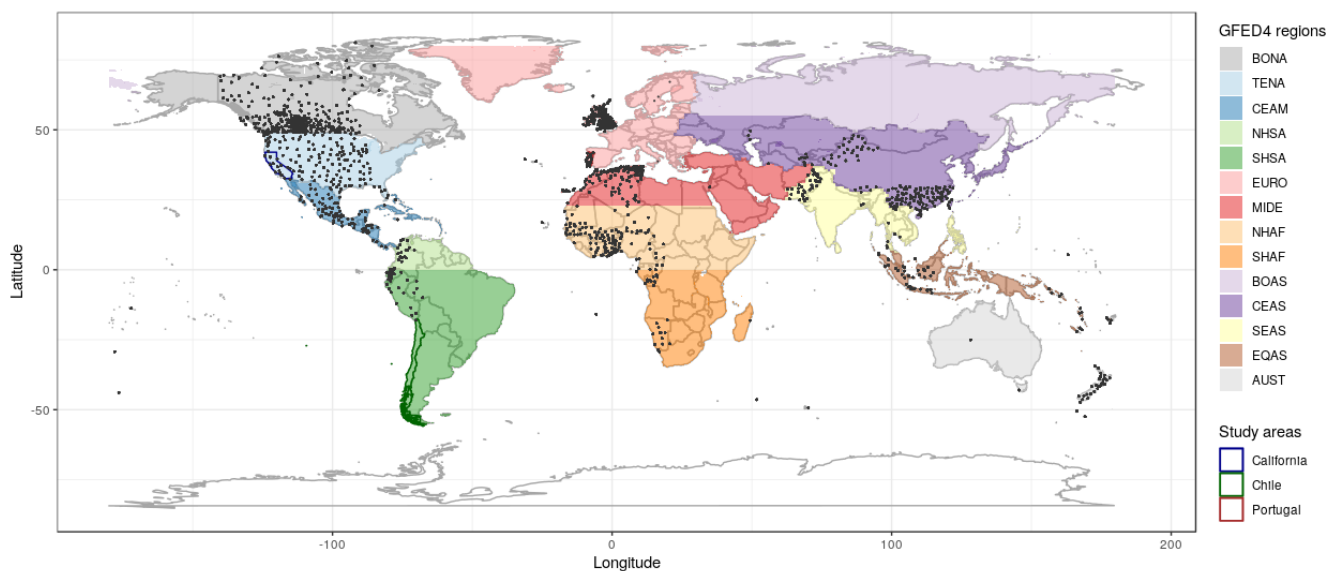 GFED4 regions
BONA
TENA
CEAM
NHSA
SHSA
EURO
MIDE
NHAF
SHAF
BOAS
CEAS
SEAS
EQAS
AUST
Study areas
California
Chile
Portugal
Latitude
50
0
-50
-100
0
100
200
Longitude